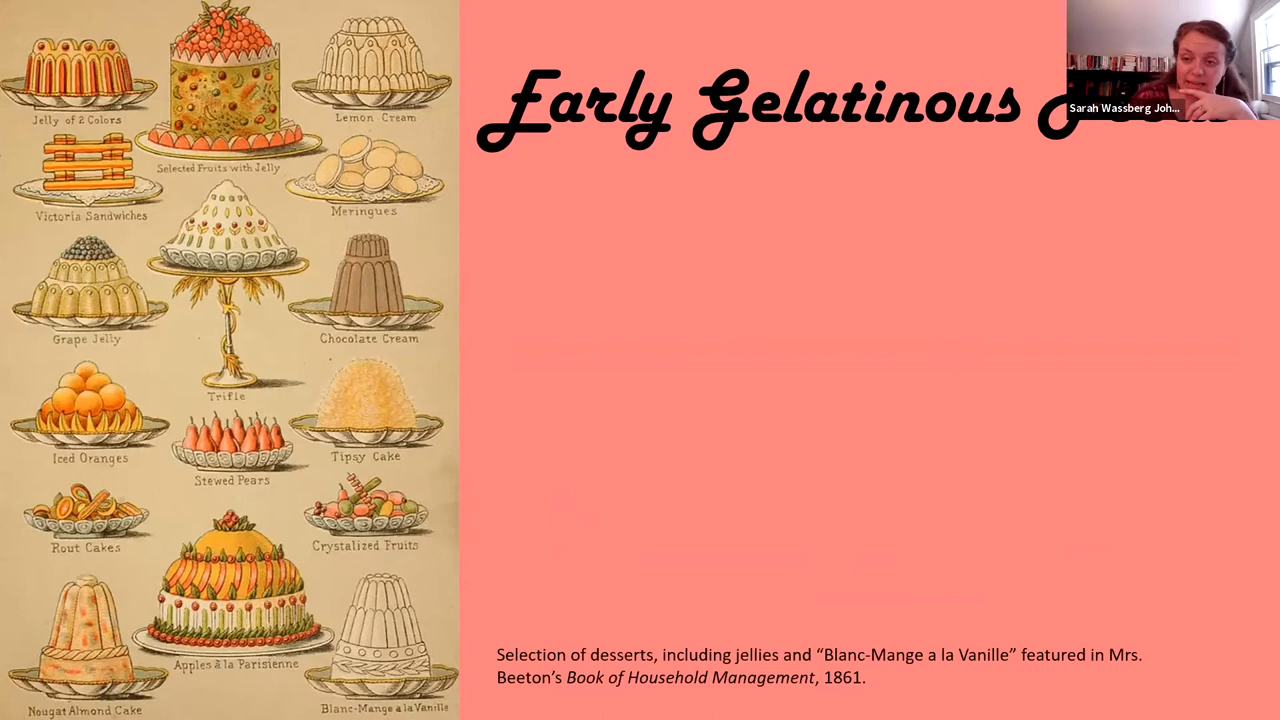 Early Gelatinous
Sarah Wassberg Joh...
Jelly of 2 Colors
Lemon Cream
Selected Fruits with Jelly
Victoria Sandwiches
Meringues
Grape Jelly
Chocolate Cream
Trifle
Iced Oranges
Tipsy Cake
Stewed Pears
Rout Cakes
Crystalized Fruits
Apples à la Parisienne
Nougat Almond Cake
Blanc-Mange a la Vanille
Selection of desserts, including jellies and “Blanc-Mange a la Vanille” featured in Mrs.
Beeton’s Book of Household Management, 1861.